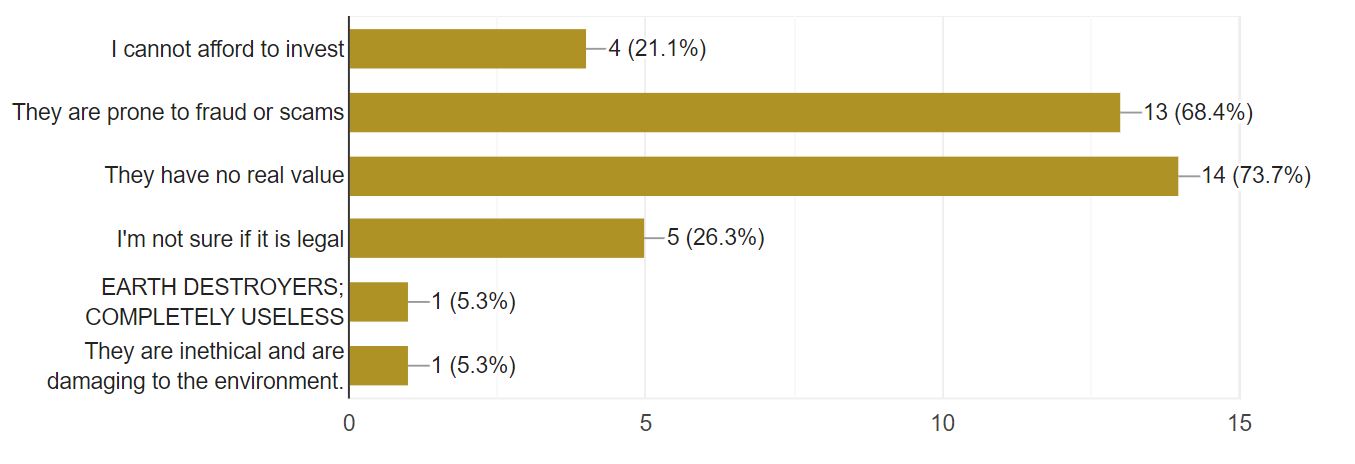 I cannot afford to invest
4 (21.1%)
They are prone to fraud or scams
13 (68.4%)
They have no real value
14 (73.7%)
I'm not sure if it is legal
5 (26.3%)
EARTH DESTROYERS;
COMPLETELY USELESS
1 (5.3%)
They are inethical and are
damaging to the environment.
1 (5.3%)
0
5
10
15